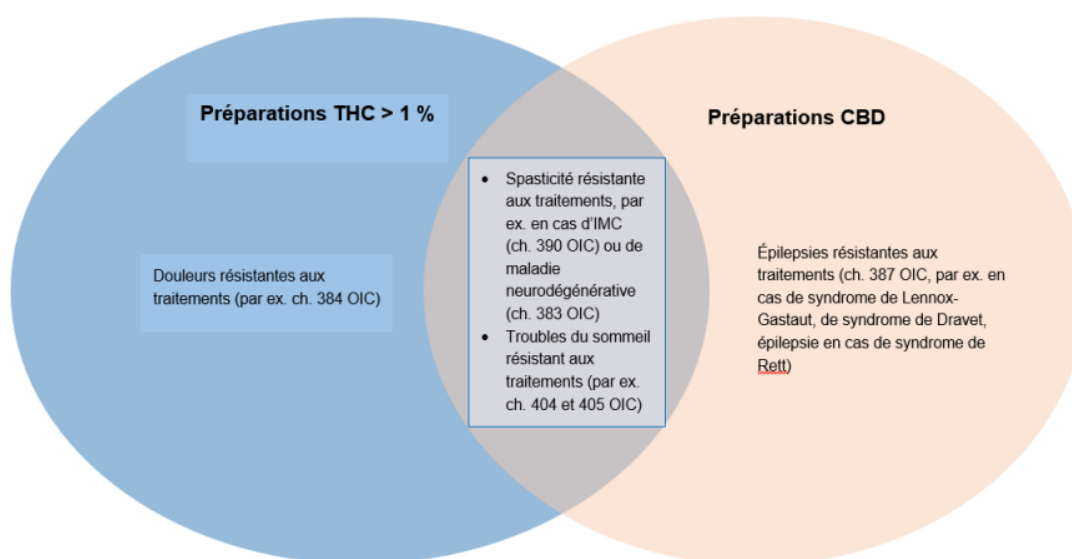 Préparations THC > 1 %
Douleurs résistantes aux
traitements (par ex. ch. 384 OIC)
• Spasticité résistante
aux traitements, par
ex. en cas d'IMC
(ch. 390 OIC) ou de
maladie
neurodégénérative
(ch. 383 OIC)
• Troubles du sommeil
résistant aux
traitements (par ex.
ch. 404 et 405 OIC)
Préparations CBD
Épilepsies résistantes aux
traitements (ch. 387 OIC, par ex. en
cas de syndrome de Lennox-
Gastaut, de syndrome de Dravet,
épilepsie en cas de syndrome de
Rett)